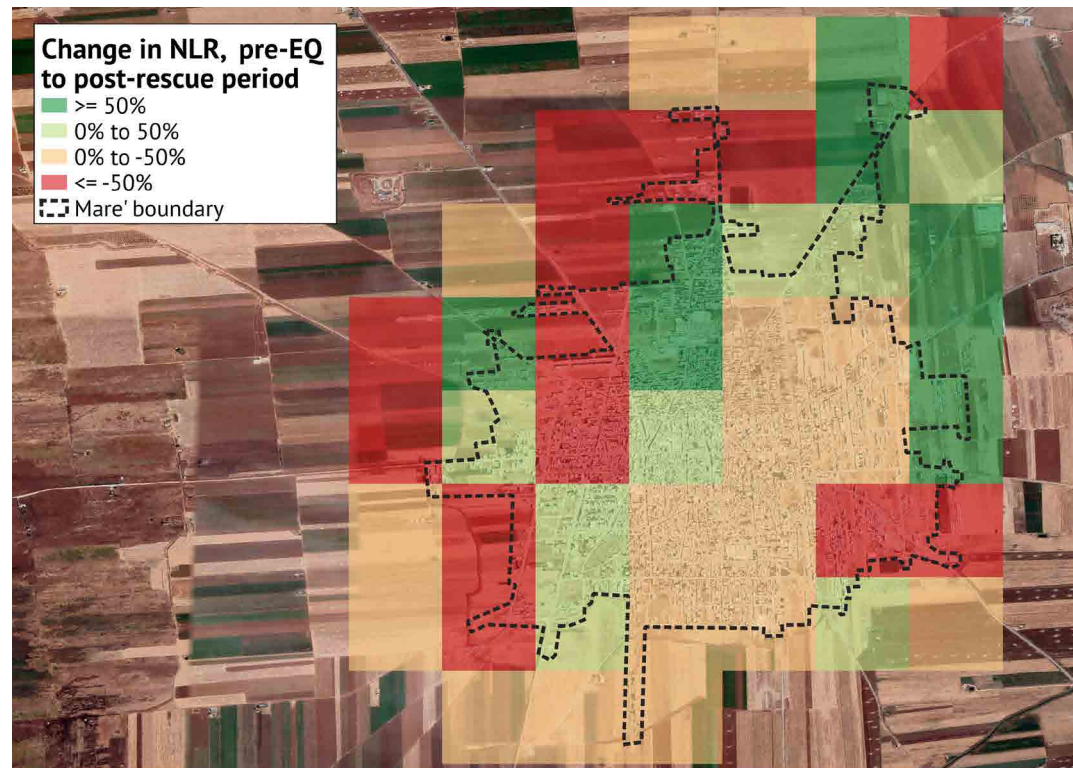 Change in NLR, pre-EQ
to post-rescue period
>= 50%
0% to 50%
0% to -50%
<= -50%
Mare' boundary